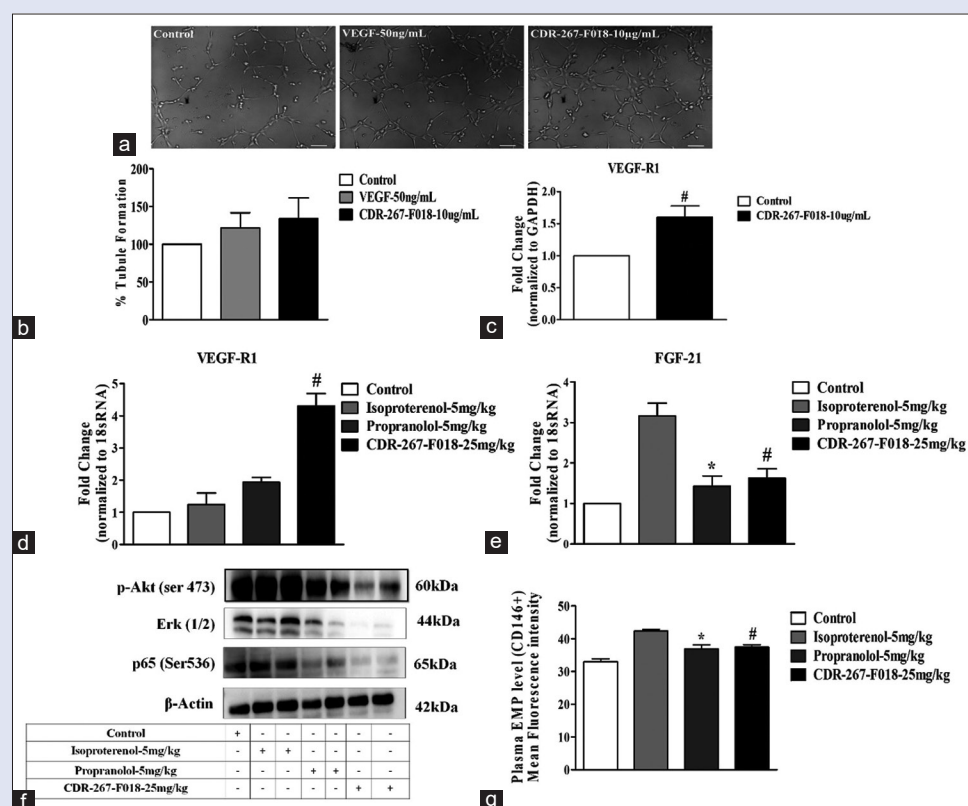 Control
VEGF-50ng/mL
CDR-267-F018-10μg/mL
a
200
150
100
50
0
% Tubule Formation
Control
VEGF-50ng/mL
CDR-267-F018-10ug/mL
b
VEGF-R1
2.0
1.5
1.0
0.5
0.0
Fold Change
(normalized to GAPDH)
#
Control
CDR-267-F018-10ug/mL
c
VEGF-R1
5
4
3
2
1
0
Fold Change
(normalized to 18sRNA)
#
Control
Isoproterenol-5mg/kg
Propranolol-5mg/kg
CDR-267-F018-25mg/kg
d
FGF-21
4
3
2
1
0
Fold Change
(normalized to 18sRNA)
*
#
Control
Isoproterenol-5mg/kg
Propranolol-5mg/kg
CDR-267-F018-25mg/kg
e
p-Akt (ser 473) 60kDa
Erk (1/2) 44kDa
p65 (Ser536) 65kDa
β-Actin 42kDa
Control + - - - - - -
Isoproterenol-5mg/kg - + + - - - -
Propranolol-5mg/kg - - - + + - -
CDR-267-F018-25mg/kg - - - - - + +
f
50
40
30
20
10
0
Plasma EMP level (CD146+)
Mean Fluorescence intensity
*
#
Control
Isoproterenol-5mg/kg
Propranolol-5mg/kg
CDR-267-F018-25mg/kg
g